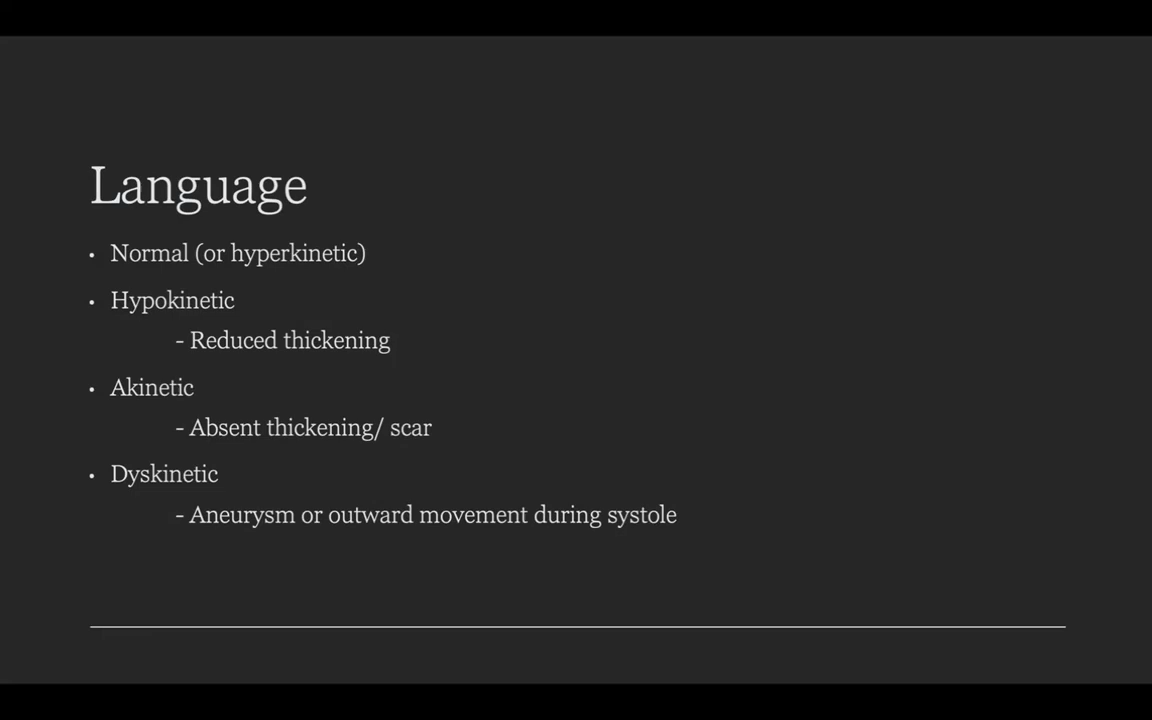 Language
• Normal (or hyperkinetic)
• Hypokinetic
- Reduced thickening
• Akinetic
- Absent thickening/ scar
• Dyskinetic
- Aneurysm or outward movement during systole